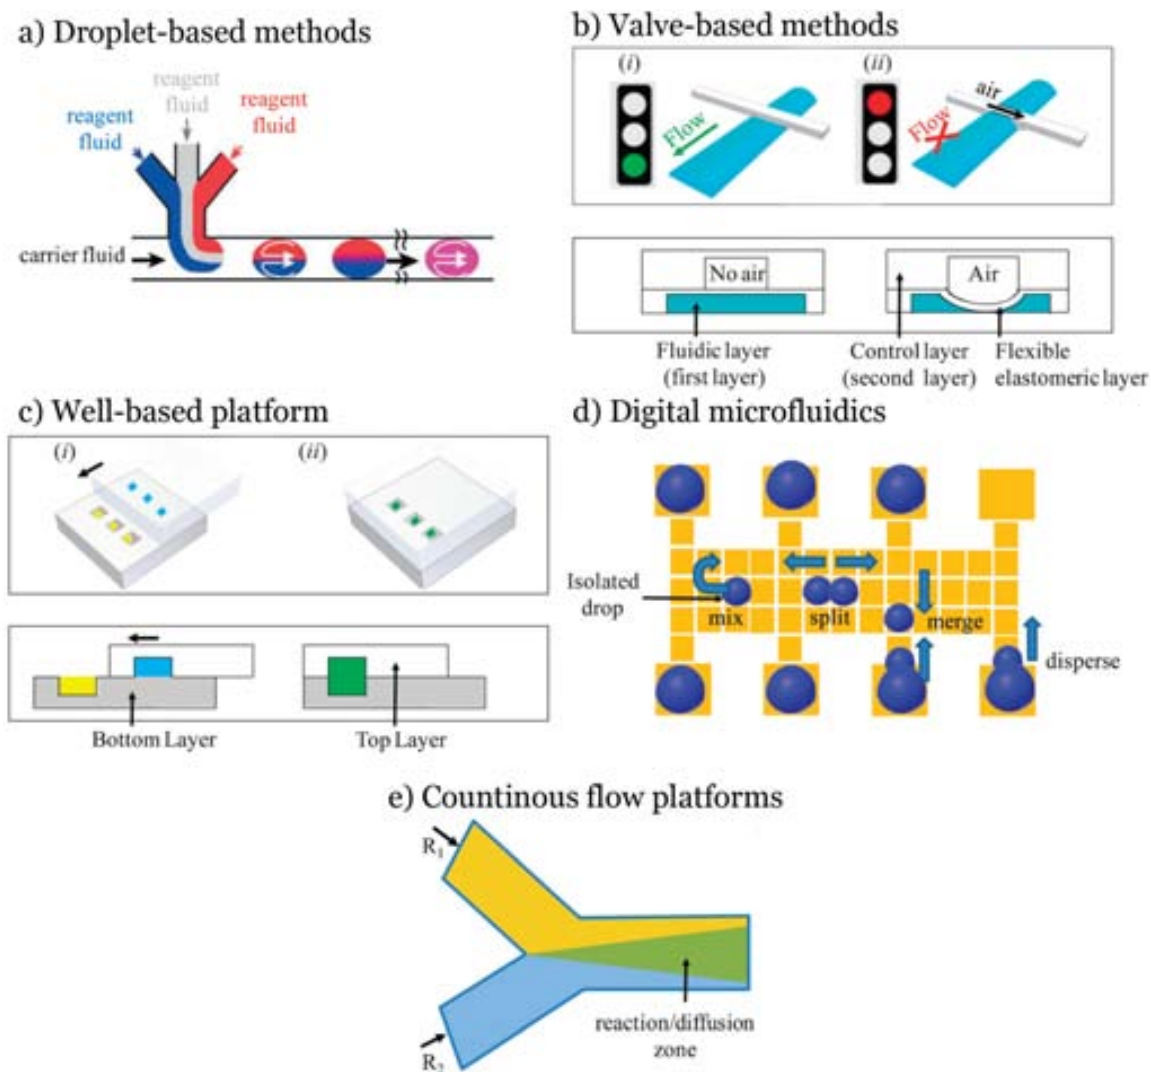 a) Droplet-based methods
reagent
fluid
reagent
fluid
reagent
fluid
carrier fluid
b) Valve-based methods
(i)
(ii)
Flow
air
Flow
No air
Air
Fluidic layer
(first layer)
Control layer
(second layer)
Flexible
elastomeric layer
c) Well-based platform
(i)
(ii)
Bottom Layer
Top Layer
d) Digital microfluidics
Isolated
drop
mix
split
merge
disperse
e) Countinous flow platforms
R1
R2
reaction/diffusion
zone